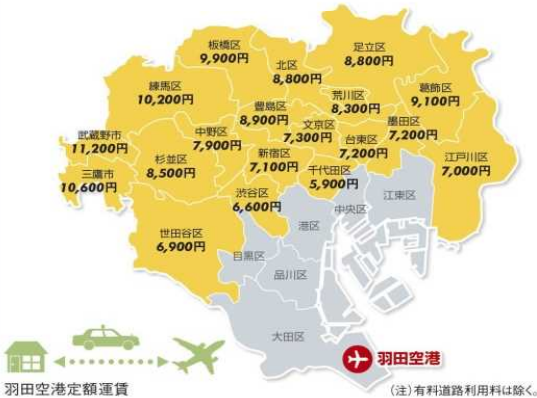 板橋区
9,900円
北区
8,800円
足立区
8,800円
練馬区
10,200円
豊島区
8,900円
荒川区
8,300円
葛飾区
9,100円
武蔵野市
11,200円
中野区
7,900円
文京区
7,300円
台東区
7,200円
墨田区
7,200円
三鷹市
10,600円
杉並区
8,500円
新宿区
7,100円
千代田区
5,900円
江戸川区
7,000円
渋谷区
6,600円
世田谷区
6,900円
港区
中央区
江東区
目黒区
品川区
大田区
羽田空港
羽田空港定額運賃
(注)有料道路利用料は除く。